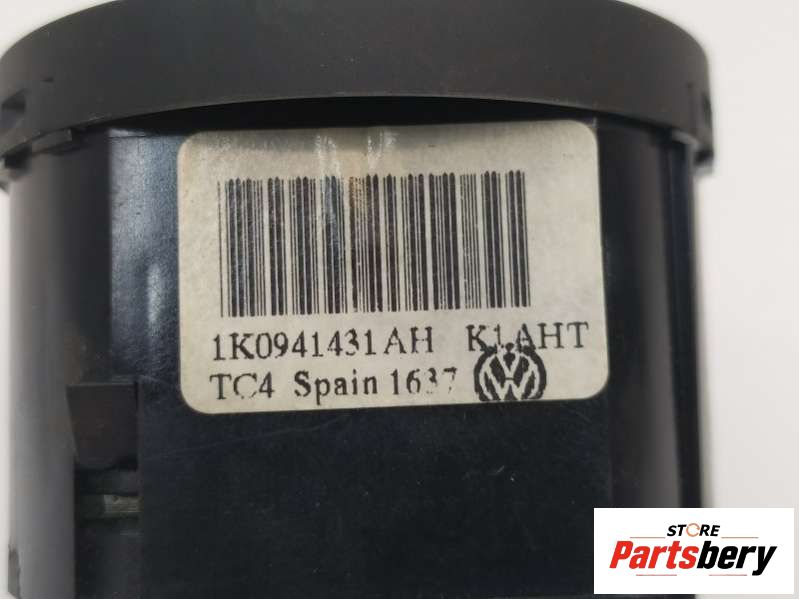 1K0941431AH K1AHT
TC4 Spain 1637
STORE
Partsbery